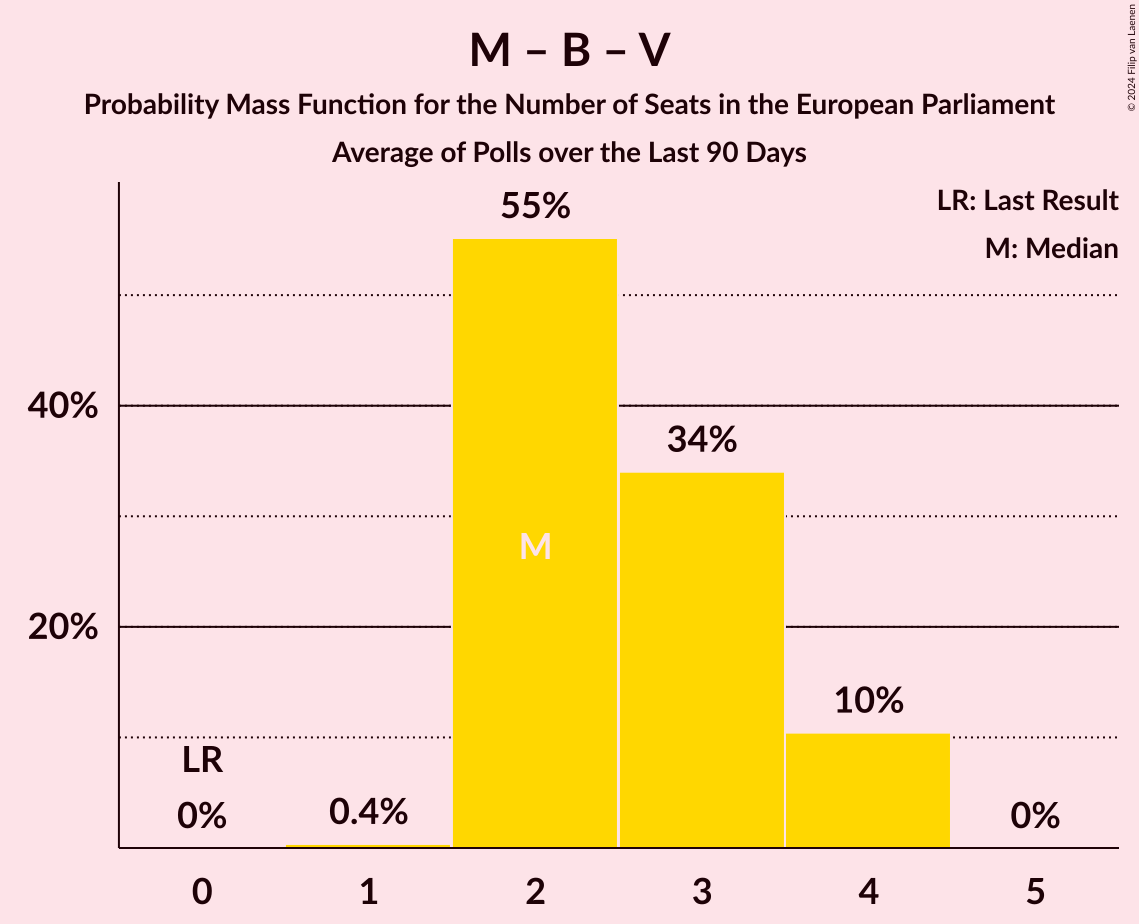 M – B – V
Probability Mass Function for the Number of Seats in the European Parliament
Average of Polls over the Last 90 Days
© 2024 Filip van Laenen
LR: Last Result
M: Median
55%
40%
34%
M
20%
10%
LR
0%
0.4%
0%
0 1 2 3 4 5